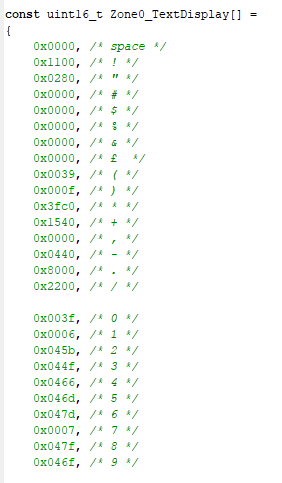 const uint16_t Zone0_TextDisplay[] =
{
0x0000, /* space */
0x1100, /* ! */
0x0280, /* " */
0x0000, /* # */
0x0000, /* $ */
0x0000, /* % */
0x0000, /* & */
0x0000, /* £ */
0x0039, /* ( */
0x000f, /* ) */
0x3fc0, /* * */
0x1540, /* + */
0x0000, /* , */
0x0440, /* - */
0x8000, /* . */
0x2200, /* / */
0x003f, /* 0 */
0x0006, /* 1 */
0x045b, /* 2 */
0x044f, /* 3 */
0x0466, /* 4 */
0x046d, /* 5 */
0x047d, /* 6 */
0x0007, /* 7 */
0x047f, /* 8 */
0x046f, /* 9 */